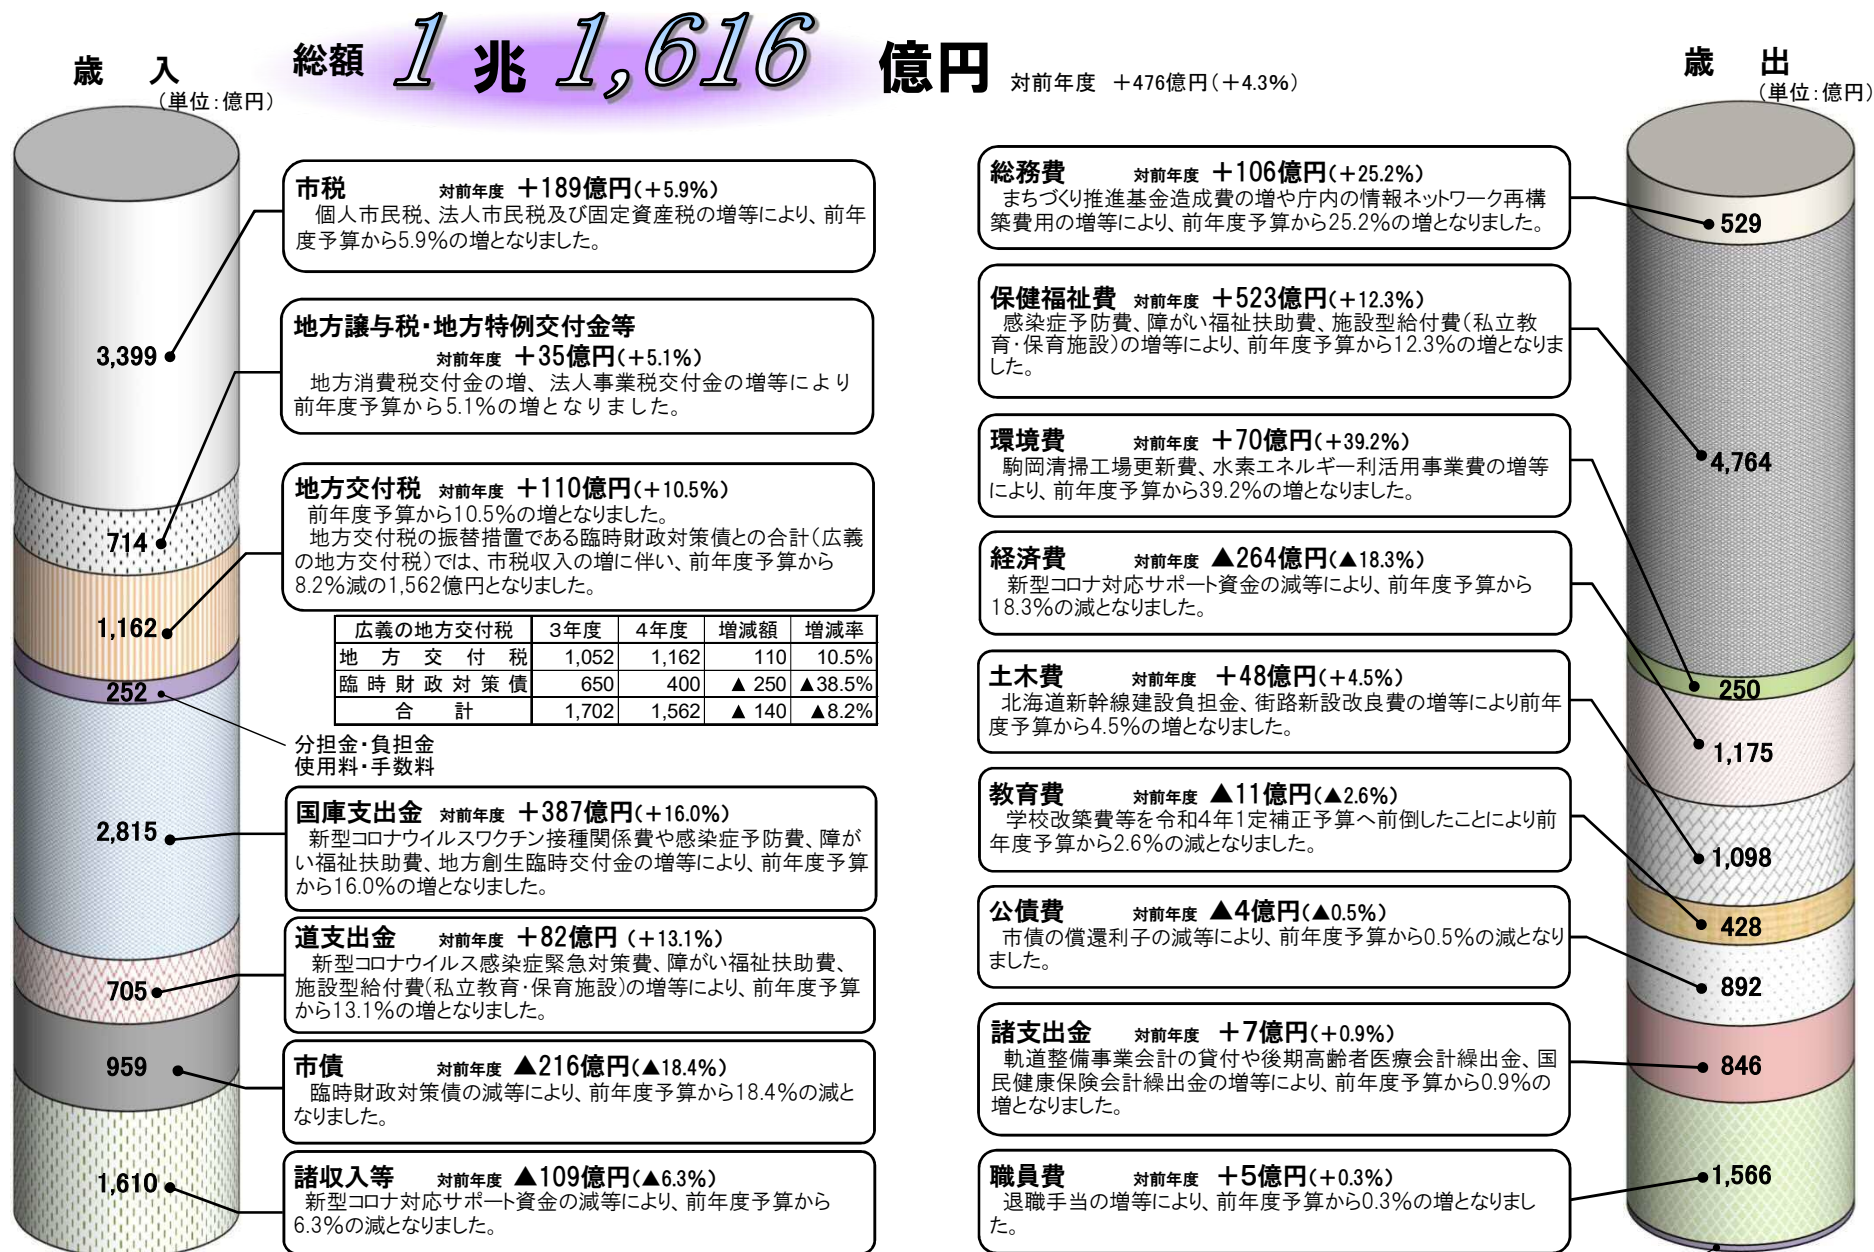 総額 1 兆 1,616 億円 対前年度 +476億円(+4.3%)
歳 入
(単位:億円)
3,399
714
1,162
252
2,815
705
959
1,610
市税 対前年度 +189億円(+5.9%)
個人市民税、法人市民税及び固定資産税の増等により、前年
度予算から5.9%の増となりました。
地方譲与税・地方特例交付金等
対前年度 +35億円(+5.1%)
地方消費税交付金の増、法人事業税交付金の増等により
前年度予算から5.1%の増となりました。
地方交付税 対前年度 +110億円(+10.5%)
前年度予算から10.5%の増となりました。
地方交付税の振替措置である臨時財政対策債との合計(広義
の地方交付税)では、市税収入の増に伴い、前年度予算から
8.2%減の1,562億円となりました。
広義の地方交付税 3年度 4年度 増減額 増減率
地方交付税 1,052 1,162 110 10.5%
臨時財政対策債 650 400 ▲ 250 ▲38.5%
合 計 1,702 1,562 ▲ 140 ▲8.2%
分担金・負担金
使用料・手数料
国庫支出金 対前年度 +387億円(+16.0%)
新型コロナウイルスワクチン接種関係費や感染症予防費、障が
い福祉扶助費、地方創生臨時交付金の増等により、前年度予算
から16.0%の増となりました。
道支出金 対前年度 +82億円 (+13.1%)
新型コロナウイルス感染症緊急対策費、障がい福祉扶助費、
施設型給付費(私立教育・保育施設)の増等により、前年度予算
から13.1%の増となりました。
市債 対前年度 ▲216億円(▲18.4%)
臨時財政対策債の減等により、前年度予算から18.4%の減と
なりました。
諸収入等 対前年度 ▲109億円(▲6.3%)
新型コロナ対応サポート資金の減等により、前年度予算から
6.3%の減となりました。
歳 出
(単位:億円)
総務費 対前年度 +106億円(+25.2%)
まちづくり推進基金造成費の増や庁内の情報ネットワーク再構
築費用の増等により、前年度予算から25.2%の増となりました。
保健福祉費 対前年度 +523億円(+12.3%)
感染症予防費、障がい福祉扶助費、施設型給付費(私立教
育・保育施設)の増等により、前年度予算から12.3%の増となりま
した。
環境費 対前年度 +70億円(+39.2%)
駒岡清掃工場更新費、水素エネルギー利活用事業費の増等
により、前年度予算から39.2%の増となりました。
経済費 対前年度 ▲264億円(▲18.3%)
新型コロナ対応サポート資金の減等により、前年度予算から
18.3%の減となりました。
土木費 対前年度 +48億円(+4.5%)
北海道新幹線建設負担金、街路新設改良費の増等により前年
度予算から4.5%の増となりました。
教育費 対前年度 ▲11億円(▲2.6%)
学校改築費等を令和4年1定補正予算へ前倒したことにより前
年度予算から2.6%の減となりました。
公債費 対前年度 ▲4億円(▲0.5%)
市債の償還利子の減等により、前年度予算から0.5%の減となり
ました。
諸支出金 対前年度 +7億円(+0.9%)
軌道整備事業会計の貸付や後期高齢者医療会計繰出金、国
民健康保険会計繰出金の増等により、前年度予算から0.9%の
増となりました。
職員費 対前年度 +5億円(+0.3%)
退職手当の増等により、前年度予算から0.3%の増となりまし
た。
529
4,764
250
1,175
1,098
428
892
846
1,566